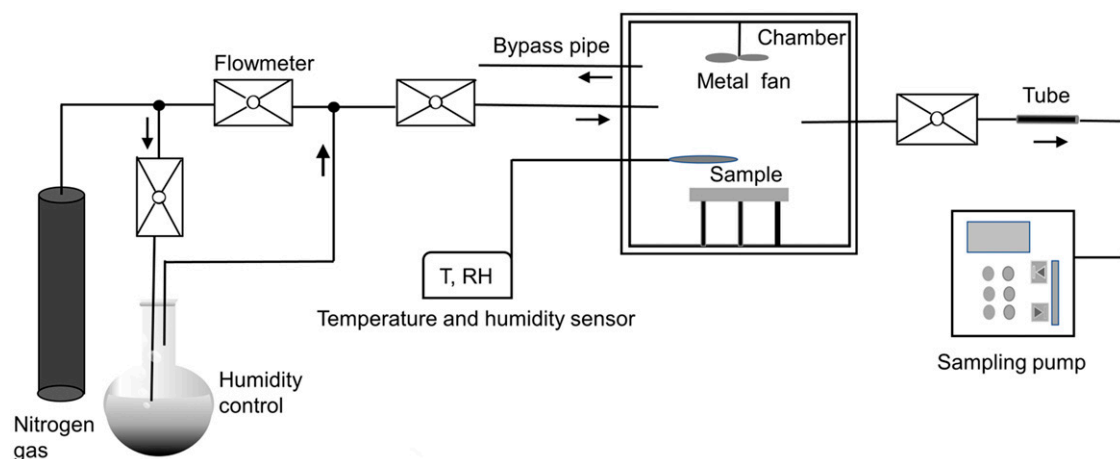 Chamber
Bypass pipe
Flowmeter
Metal fan
Tube
Sample
T, RH
Temperature and humidity sensor
Sampling pump
Humidity
control
Nitrogen
gas